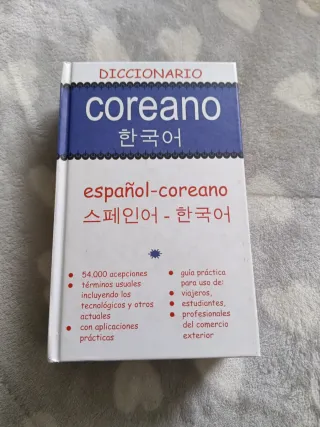 DICCIONARIO
coreano
한국어
español-coreano
스페인어 - 한국어
54.000 acepciones
términos usuales
incluyendo los
tecnológicos y otros
actuales
con aplicaciones
prácticas
guía práctica
para uso de:
viajeros,
estudiantes,
profesionales
del comercio
exterior